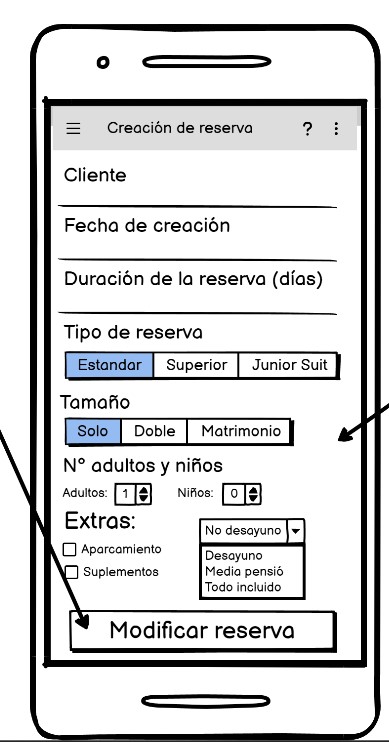 Creación de reserva ?
Cliente
Fecha de creación
Duración de la reserva (días)
Tipo de reserva
Estandar Superior Junior Suit
Tamaño
Solo Doble Matrimonio
Nº adultos y niños
Adultos: 1 Niños: 0
Extras:
No desayuno
Aparcamiento
Desayuno
Media pensió
Suplementos
Todo incluido
Modificar reserva